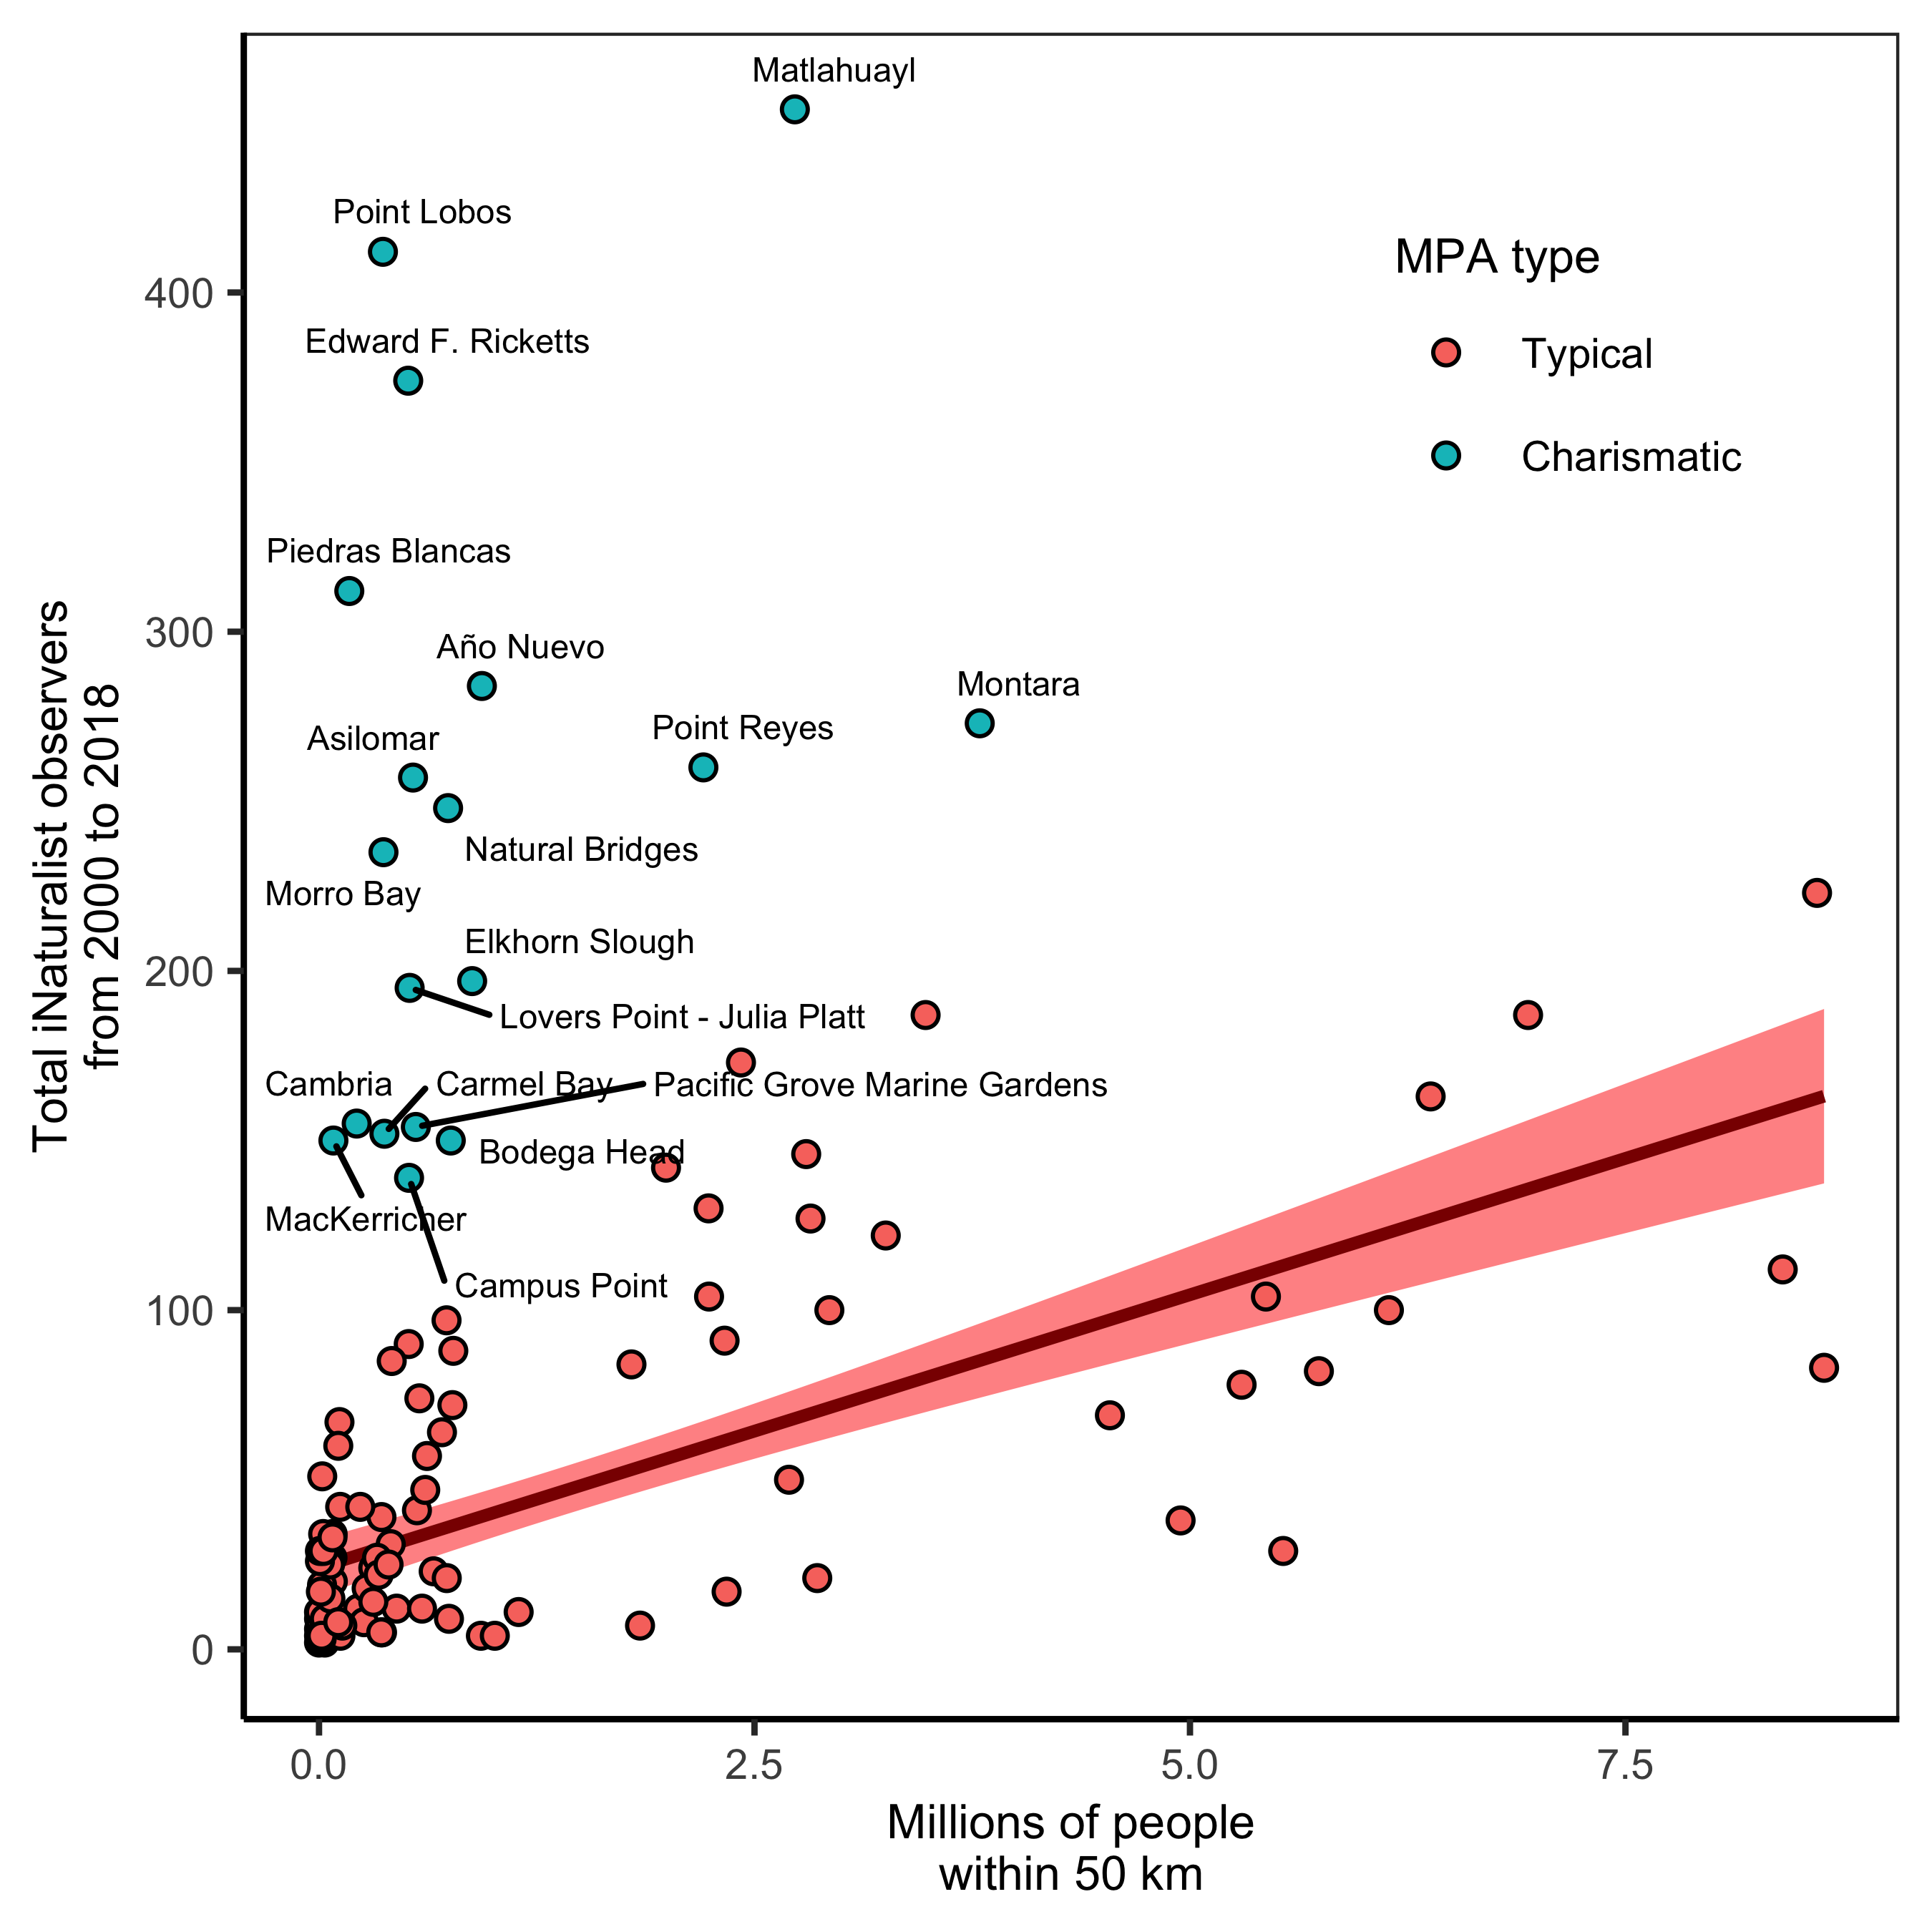 Matlahuayl
Point Lobos
MPA type
400
Edward F. Ricketts
Typical
Charismatic
Piedras Blancas
300
Año Nuevo
Montara
Point Reyes
Asilomar
Natural Bridges
Morro Bay
Elkhorn Slough
200
Lovers Point - Julia Platt
Cambria
Carmel Bay
Pacific Grove Marine Gardens
Bodega Head
MacKerricher
Campus Point
100
0
Total iNaturalist observers
from 2000 to 2018
0.0
2.5
5.0
7.5
Millions of people
within 50 km